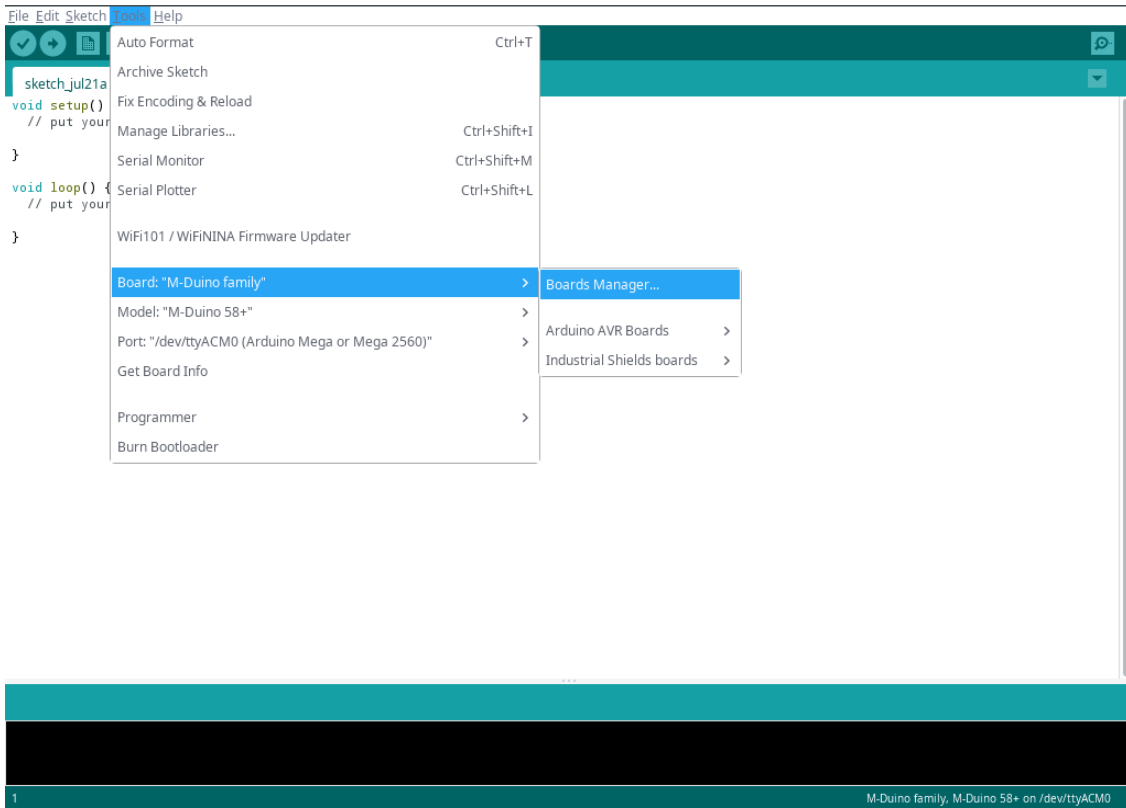 File Edit Sketch Tools Help
sketch_jul21a
void setup()
// put your
}
void loop() {
// put your
}
Auto Format Ctrl+T
Archive Sketch
Fix Encoding & Reload
Manage Libraries... Ctrl+Shift+I
Serial Monitor Ctrl+Shift+M
Serial Plotter Ctrl+Shift+L
WiFi101 / WiFiNINA Firmware Updater
Board: "M-Duino family"
Model: "M-Duino 58+"
Port: "/dev/ttyACM0 (Arduino Mega or Mega 2560)"
Get Board Info
Programmer
Burn Bootloader
Boards Manager...
Arduino AVR Boards
Industrial Shields boards
1 M-Duino family, M-Duino 58+ on /dev/ttyACM0